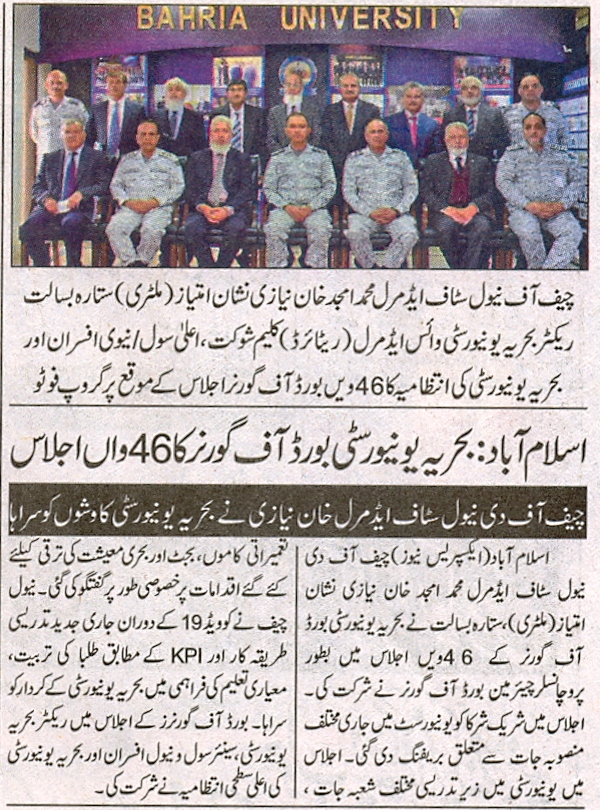 BAHRIA UNIVERSITY
چیف آف نیول سٹاف ایڈمرل محمد امجد خان نیازی نشان امتیاز (ملٹری) ستارہ بسالت
ریکٹر بحریہ یونیورسٹی وائس ایڈمرل (ریٹائرڈ) کلیم شوکت، اعلیٰ سول/نیوی افسران اور
بحریہ یونیورسٹی کی انتظامیہ کا 46 ویں بورڈ آف گورنرز اجلاس کے موقع پر گروپ فوٹو
اسلام آباد: بحریہ یونیورسٹی بورڈ آف گورنر کا 46 واں اجلاس
چیف آف دی نیول سٹاف ایڈمرل خان نیازی نے بحریہ یونیورسٹی کاوشوں کو سراہا
اسلام آباد (ایکسپریس نیوز) چیف آف دی
نیول سٹاف ایڈمرل محمد امجد خان نیازی نشان
امتیاز (ملٹری)، ستارہ بسالت نے بحریہ یونیورسٹی بورڈ
آف گورنر کے 46 ویں اجلاس میں بطور
پرو چانسلر چیئرمین بورڈ آف گورنر نے شرکت کی۔
اجلاس میں شریک شرکا کو یونیورسٹ میں جاری مختلف
منصوبہ جات سے متعلق بریفنگ دی گئی۔ اجلاس
میں یونیورسٹی میں زیر تدریسی مختلف شعبہ جات،
تعمیراتی کاموں، بجٹ اور بحری معیشت کی ترقی کیلئے
کئے گئے اقدامات پر خصوصی طور پر گفتگو کی گئی۔ نیول
چیف نے کوویڈ 19 کے دوران جاری جدید تدریسی
طریقہ کار اور KPI کے مطابق طلبا کی تربیت،
معیاری تعلیم کی فراہمی میں بحریہ یونیورسٹی کے کردار کو
سراہا۔ بورڈ آف گورنرز کے اجلاس میں ریکٹر بحریہ
یونیورسٹی، سینئر سول و نیول افسران اور بحریہ یونیورسٹی
کی اعلی سطحی انتظامیہ نے شرکت کی۔